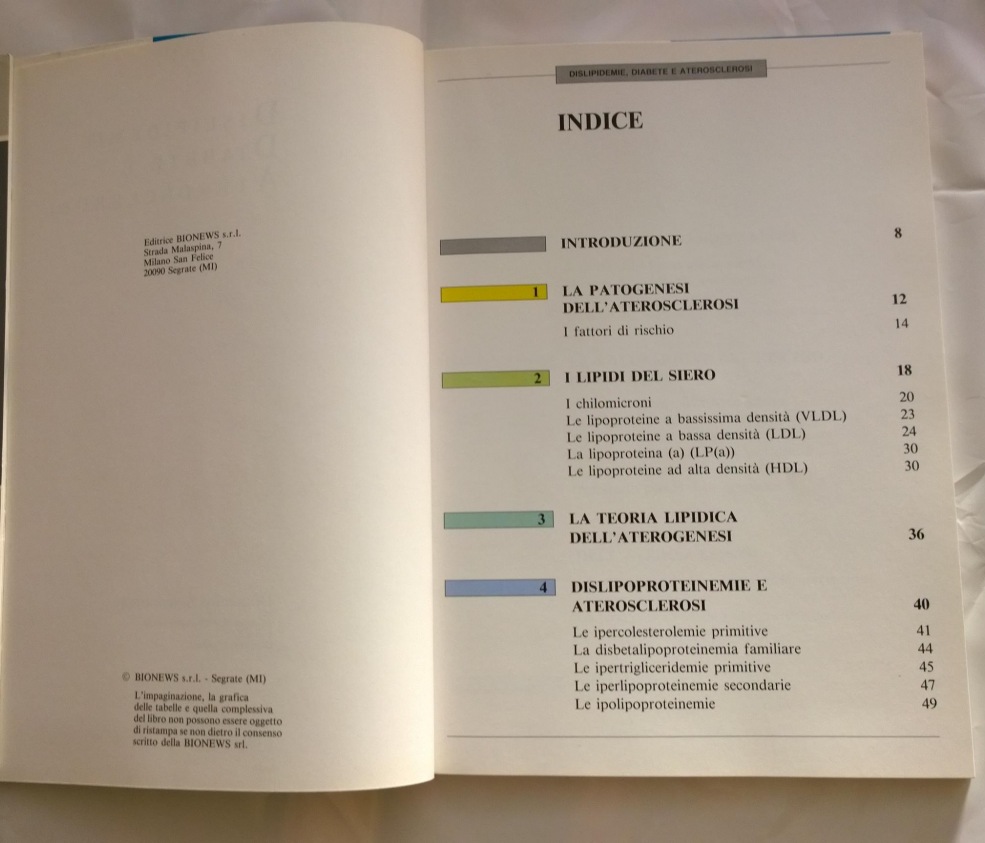 Editrice BIONEWS s.r.l.
Strada Malaspina, 7
Milano San Felice
20090 Segrate (MI)
© BIONEWS s.r.l. - Segrate (MI)
L'impaginazione, la grafica
delle tabelle e quella complessiva
del libro non possono essere oggetto
di ristampa se non dietro il consenso
scritto della BIONEWS srl.
DISLIPIDEMIE, DIABETE E ATEROSCLEROSI
INDICE
INTRODUZIONE 8
1 LA PATOGENESI
DELL'ATEROSCLEROSI 12
I fattori di rischio 14
2 I LIPIDI DEL SIERO 18
I chilomicroni 20
Le lipoproteine a bassissima densità (VLDL) 23
Le lipoproteine a bassa densità (LDL) 24
La lipoproteina (a) (LP(a)) 30
Le lipoproteine ad alta densità (HDL) 30
3 LA TEORIA LIPIDICA
DELL'ATEROGENESI 36
4 DISLIPOPROTEINEMIE E
ATEROSCLEROSI 40
Le ipercolesterolemie primitive 41
La disbetalipoproteinemia familiare 44
Le ipertrigliceridemie primitive 45
Le iperlipoproteinemie secondarie 47
Le ipolipoproteinemie 49